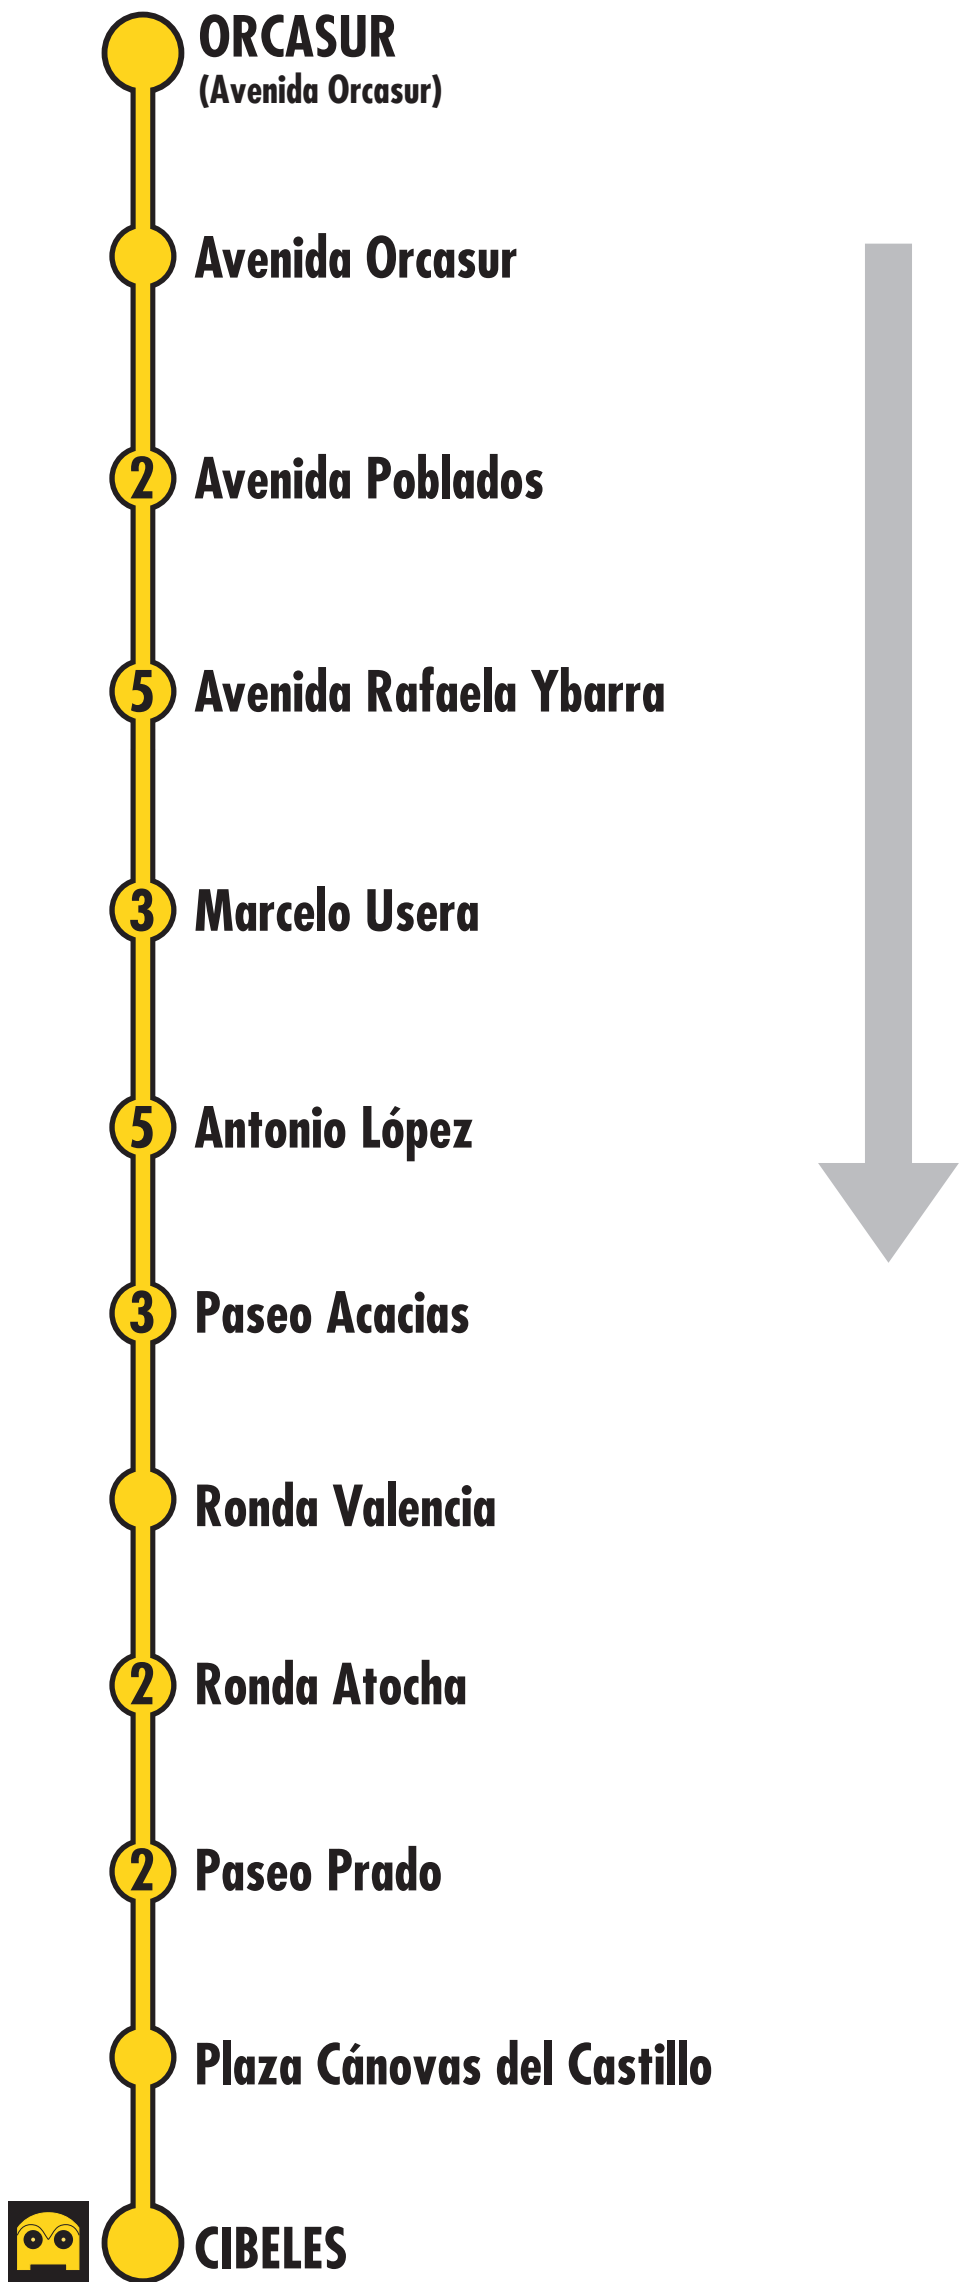 ORCASUR
(Avenida Orcasur)
Avenida Orcasur
2 Avenida Poblados
5 Avenida Rafaela Ybarra
3 Marcelo Usera
5 Antonio López
3 Paseo Acacias
Ronda Valencia
2 Ronda Atocha
2 Paseo Prado
Plaza Cánovas del Castillo
CIBELES